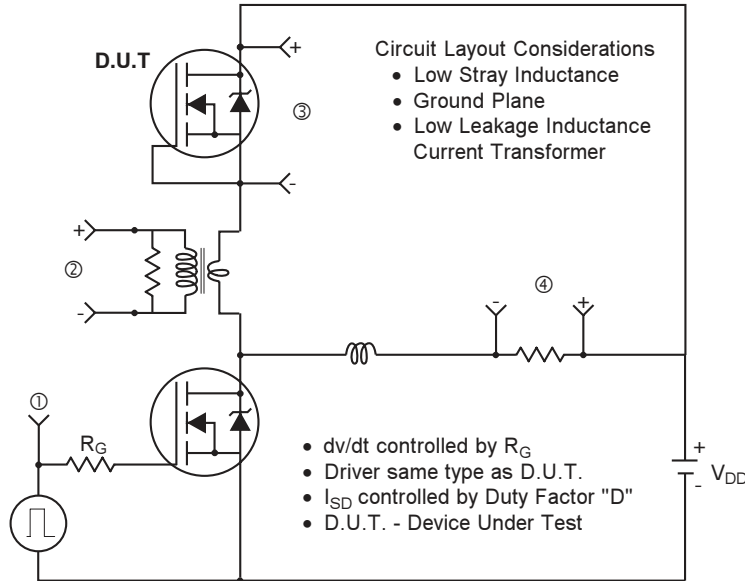 D.U.T
+
③
-
Circuit Layout Considerations
• Low Stray Inductance
• Ground Plane
• Low Leakage Inductance
Current Transformer
+
②
-
-
④
+
①
R_G
• dv/dt controlled by R_G
• Driver same type as D.U.T.
• I_SD controlled by Duty Factor "D"
• D.U.T. - Device Under Test
+
-
V_DD